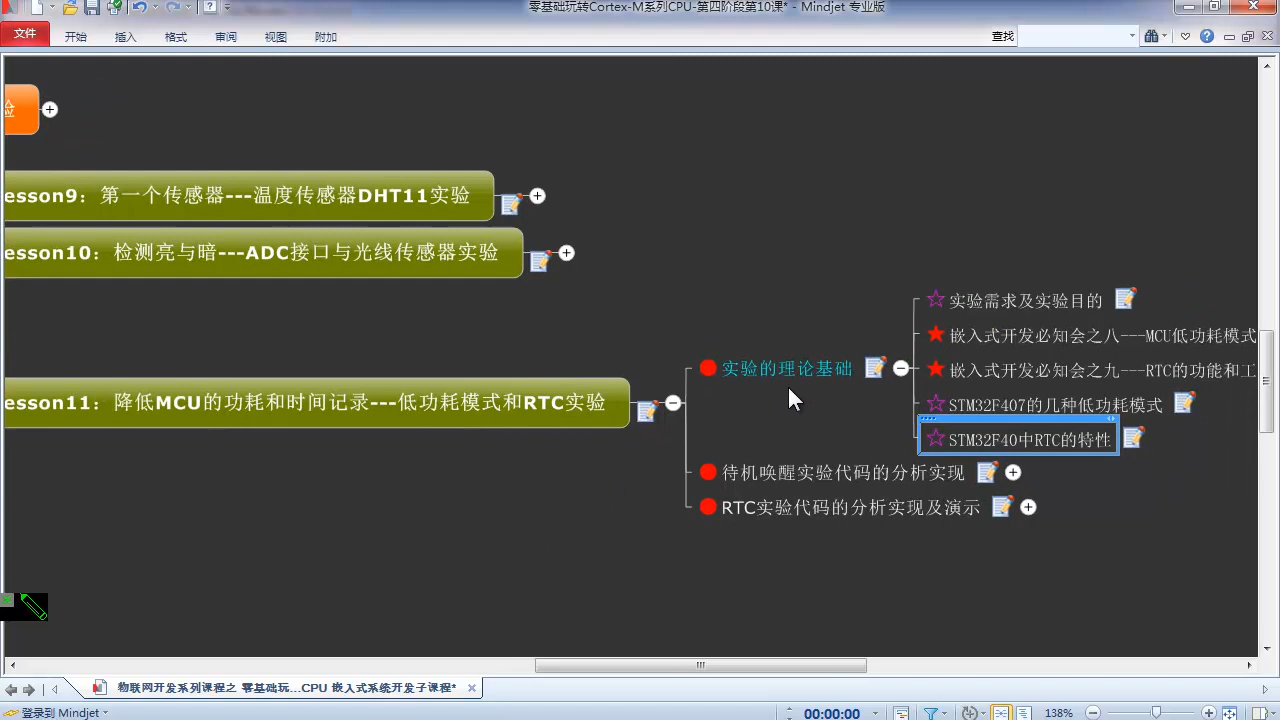 零基础玩转Cortex-M系列CPU-第四阶段第10课* - Mindjet 专业版
文件 开始 插入 格式 审阅 视图 附加 查找
验
esson9：第一个传感器---温度传感器DHT11实验
esson10：检测亮与暗---ADC接口与光线传感器实验
实验需求及实验目的
嵌入式开发必知会之八---MCU低功耗模式
实验的理论基础
嵌入式开发必知会之九---RTC的功能和工
esson11：降低MCU的功耗和时间记录---低功耗模式和RTC实验
STM32F407的几种低功耗模式
STM32F40中RTC的特性
待机唤醒实验代码的分析实现
RTC实验代码的分析实现及演示
物联网开发系列课程之 零基础玩...CPU 嵌入式系统开发子课程*
登录到 Mindjet 00:00:00 138%